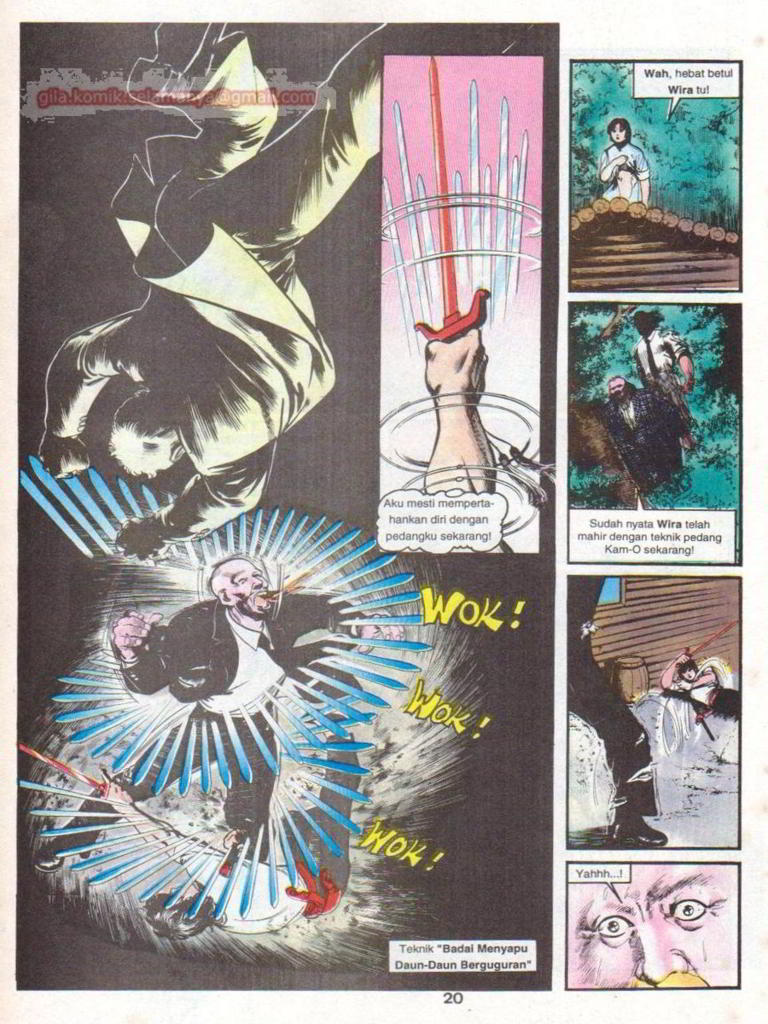 gila.komik.selamanya@gmail.com
Aku mesti memperta-
hankan diri dengan
pedangku sekarang!
WOK!
WOK!
WOK!
Teknik "Badai Menyapu
Daun-Daun Berguguran"
Wah, hebat betul
Wira tu!
Sudah nyata Wira telah
mahir dengan teknik pedang
Kam-O sekarang!
Yahhh...!
20